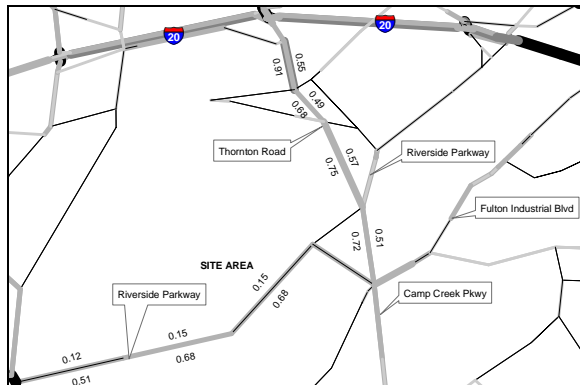 20
20
0.55
0.91
0.49
0.68
Thornton Road
0.57
0.75
Riverside Parkway
Fulton Industrial Blvd
0.51
0.72
SITE AREA
0.15
0.68
Riverside Parkway
Camp Creek Pkwy
0.15
0.68
0.12
0.51